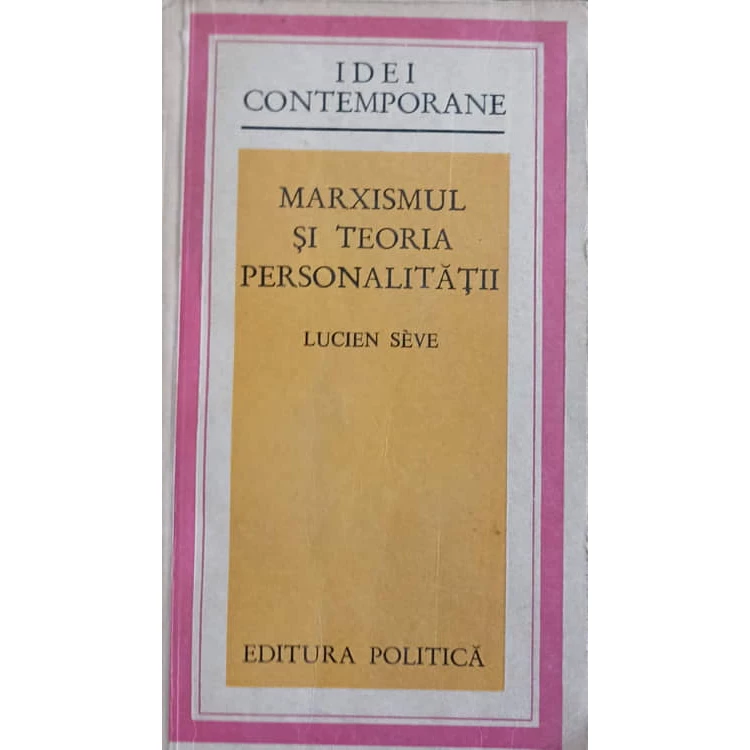 IDEI
CONTEMPORANE
MARXISMUL
ŞI TEORIA
PERSONALITĂŢII
LUCIEN SÈVE
EDITURA POLITICĂ